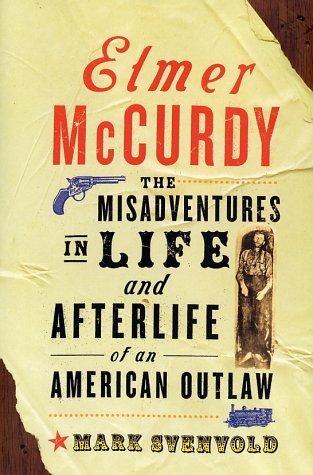 Elmer
McCURDY
THE
MISADVENTURES
IN LIFE
and
AFTERLIFE
of an
AMERICAN OUTLAW
MARK SVENVOLD